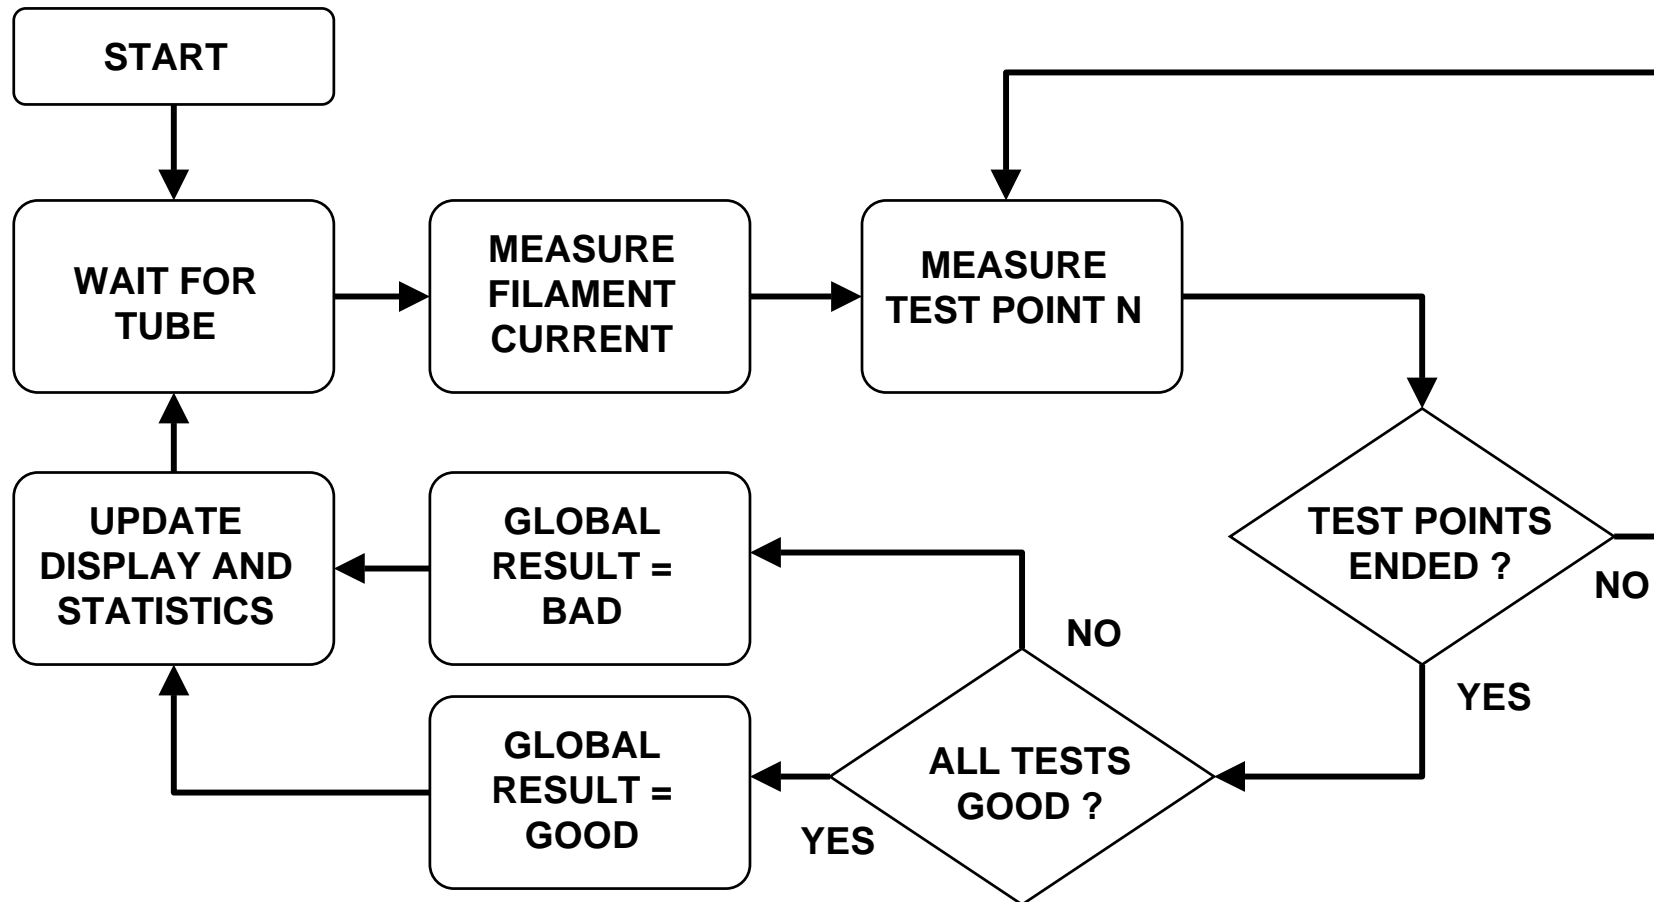 START
WAIT FOR
TUBE
MEASURE
FILAMENT
CURRENT
MEASURE
TEST POINT N
TEST POINTS
ENDED ?
NO
YES
ALL TESTS
GOOD ?
NO
YES
GLOBAL
RESULT =
BAD
GLOBAL
RESULT =
GOOD
UPDATE
DISPLAY AND
STATISTICS